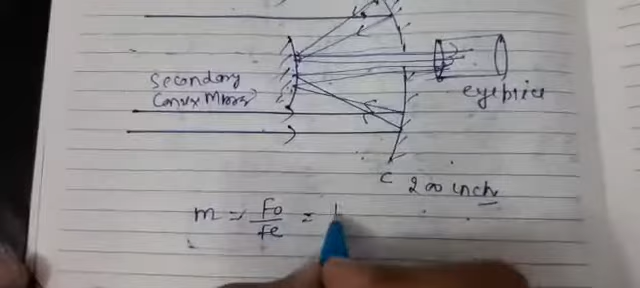 Secondary
Convex Mirror
eyepiece
C 200 inch
m = Fo/fe =